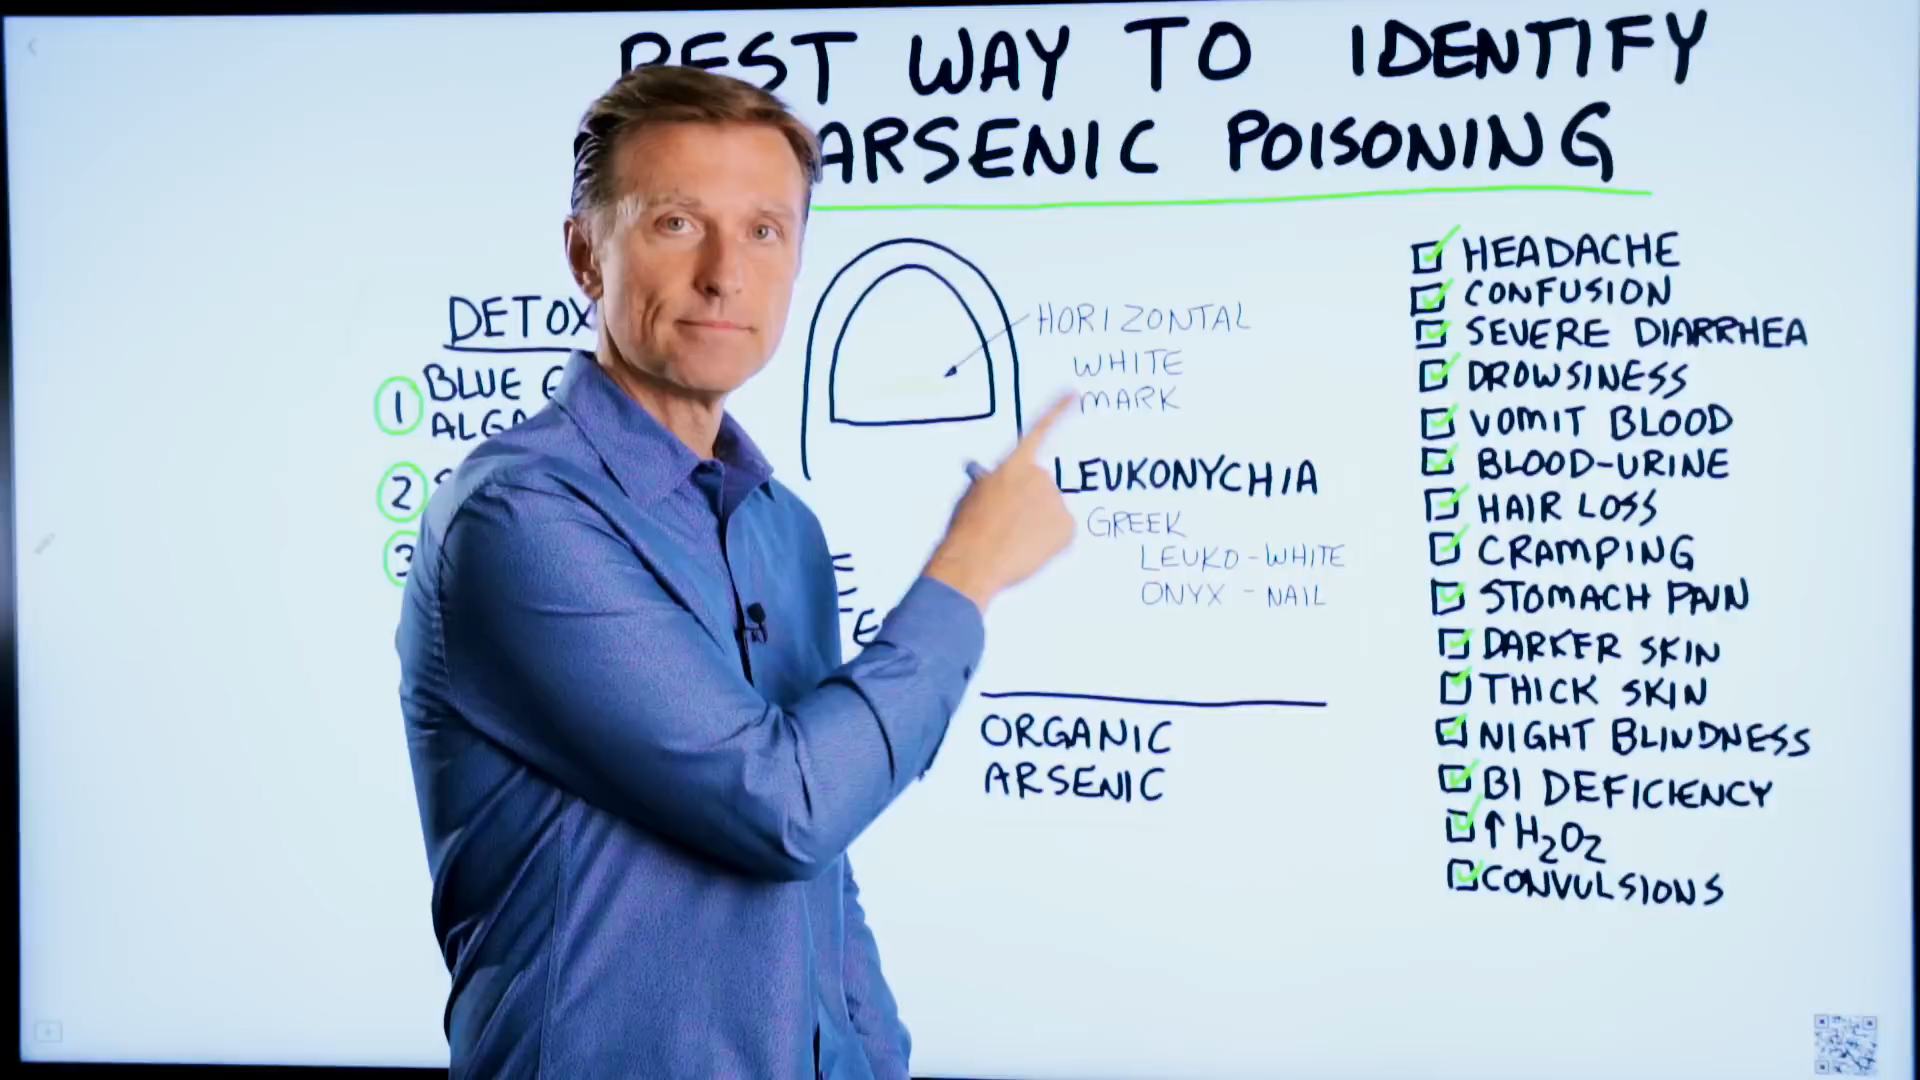 BEST WAY TO IDENTIFY
ARSENIC POISONING
DETOX
1 BLUE
ALGA
2
3
HORIZONTAL
WHITE
MARK
LEUKONYCHIA
GREEK
LEUKO - WHITE
ONYX - NAIL
ORGANIC
ARSENIC
HEADACHE
CONFUSION
SEVERE DIARRHEA
DROWSINESS
VOMIT BLOOD
BLOOD-URINE
HAIR LOSS
CRAMPING
STOMACH PAIN
DARKER SKIN
THICK SKIN
NIGHT BLINDNESS
B1 DEFICIENCY
↑ H2O2
CONVULSIONS